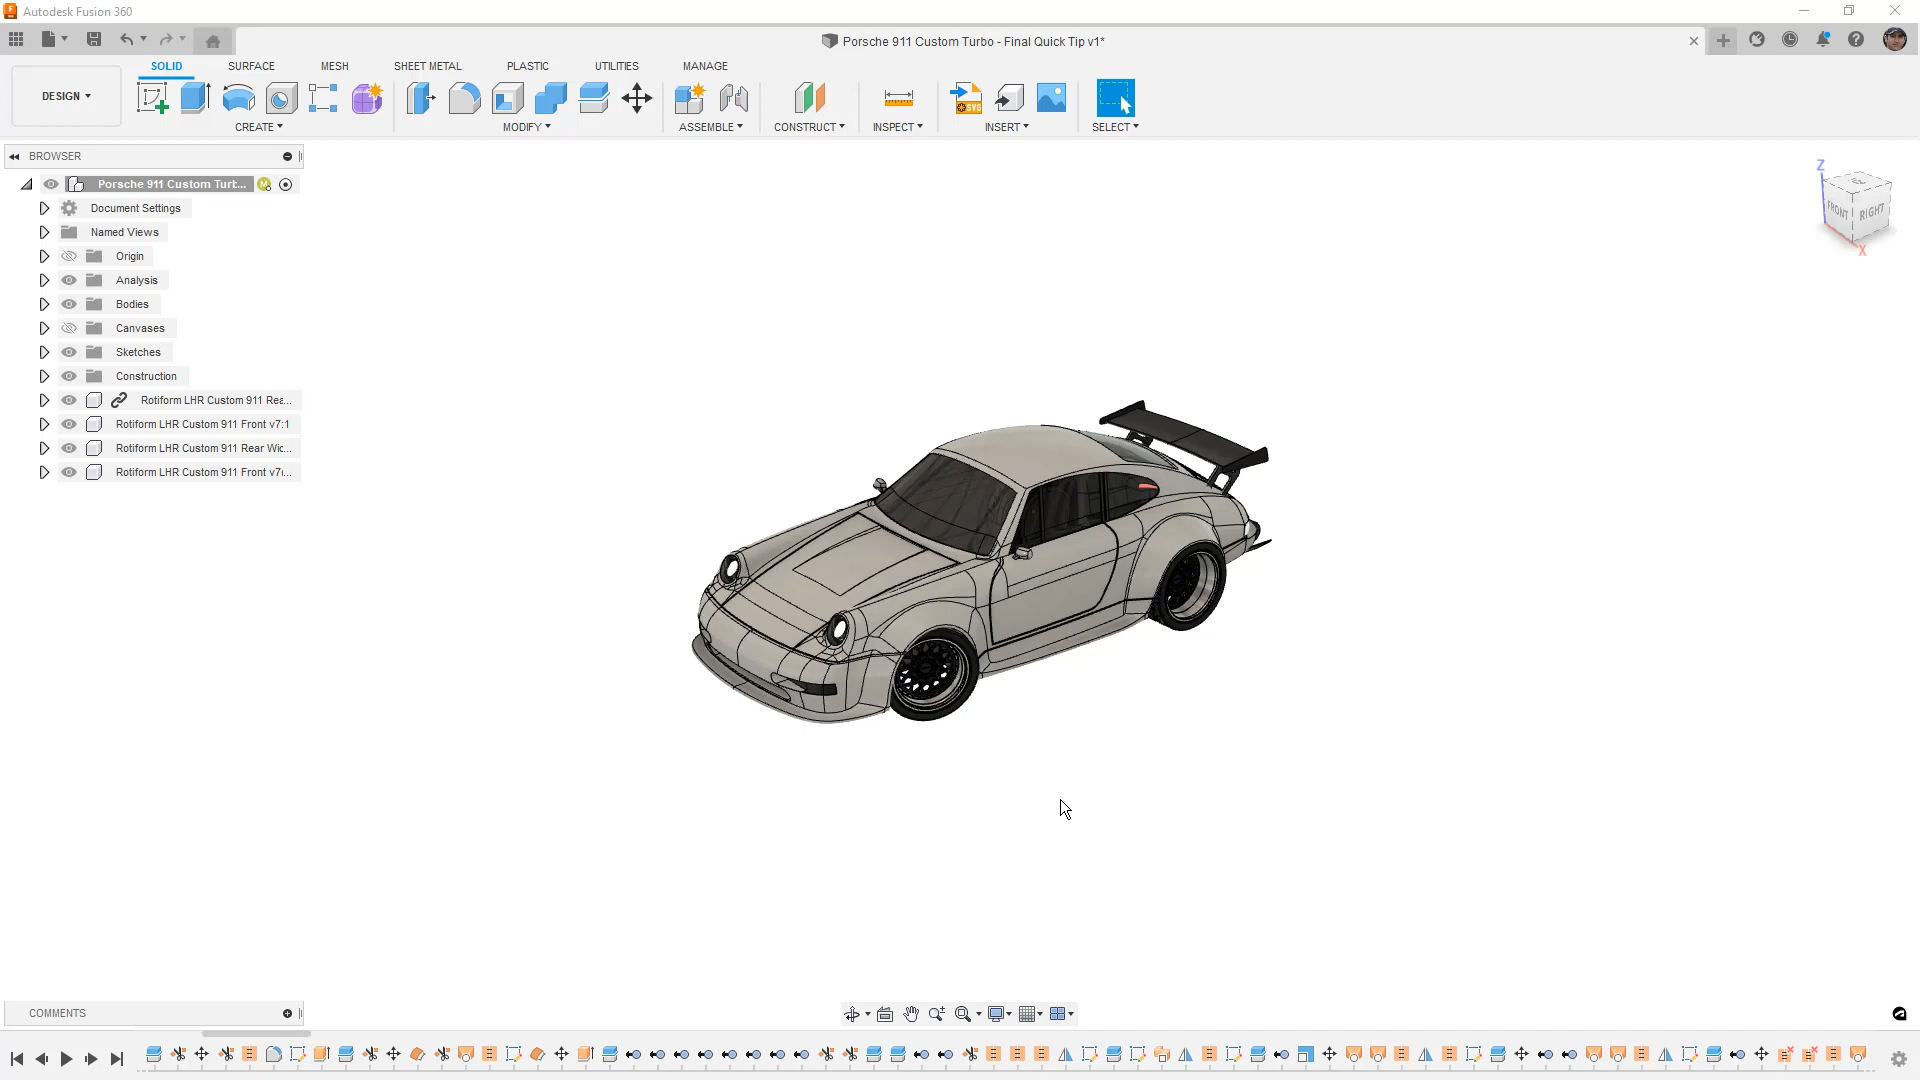 Autodesk Fusion 360
Porsche 911 Custom Turbo - Final Quick Tip v1*
DESIGN
SOLID
SURFACE
MESH
SHEET METAL
PLASTIC
UTILITIES
MANAGE
CREATE
MODIFY
ASSEMBLE
CONSTRUCT
INSPECT
INSERT
SELECT
SVG
BROWSER
Porsche 911 Custom Turt...
Document Settings
Named Views
Origin
Analysis
Bodies
Canvases
Sketches
Construction
Rotiform LHR Custom 911 Rea...
Rotiform LHR Custom 911 Front v7:1
Rotiform LHR Custom 911 Rear Wic...
Rotiform LHR Custom 911 Front v7(...
Z
TOP
FRONT
RIGHT
X
COMMENTS